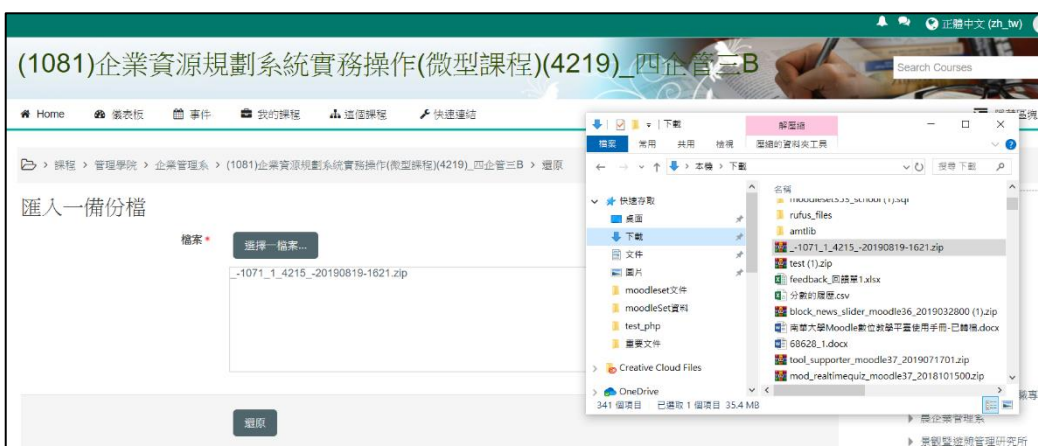 正體中文 (zh_tw)
(1081)企業資源規劃系統實務操作(微型課程)(4219)_四企管三B
Search Courses
Home 儀表板 事件 我的課程 這個課程 快速連結
課程 › 管理學院 › 企業管理系 › (1081)企業資源規劃系統實務操作(微型課程)(4219)_四企管三B › 還原
匯入一備份檔
檔案*
選擇一檔案...
_-1071_1_4215_-20190819-1621.zip
還原
下載
解壓縮
檔案 常用 共用 檢視 壓縮的資料夾工具
本機 › 下載
搜尋 下載
快速存取
桌面
下載
文件
圖片
moodleset文件
moodleSet資料
test_php
重要文件
Creative Cloud Files
OneDrive
名稱
rufus_files
amtlib
_-1071_1_4215_-20190819-1621.zip
test (1).zip
feedback_回饋單1.xlsx
分數的履歷.csv
block_news_slider_moodle36_2019032800 (1).zip
南華大學Moodle數位教學平臺使用手冊-已轉檔.docx
68628_1.docx
tool_supporter_moodle37_2019071701.zip
mod_realtimequiz_moodle37_2018101500.zip
341 個項目 已選取 1 個項目 35.4 MB
景觀暨遊憩管理研究所